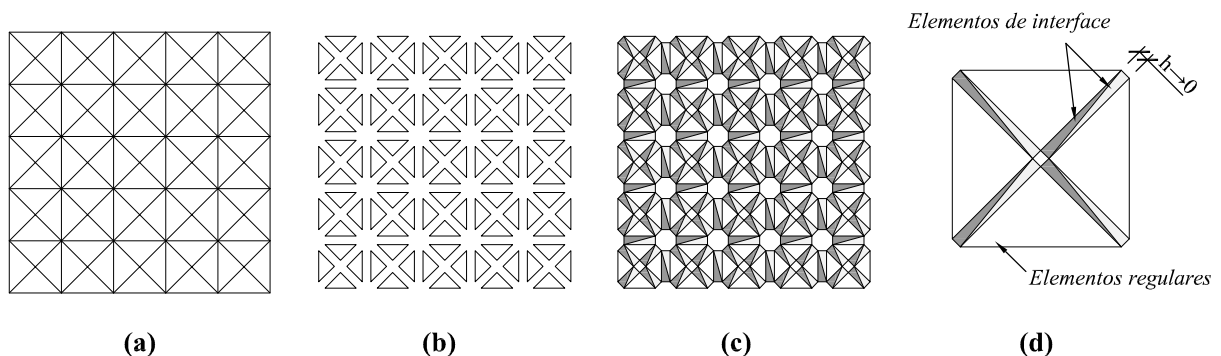 Elementos de interface
h→0
Elementos regulares
(a)
(b)
(c)
(d)